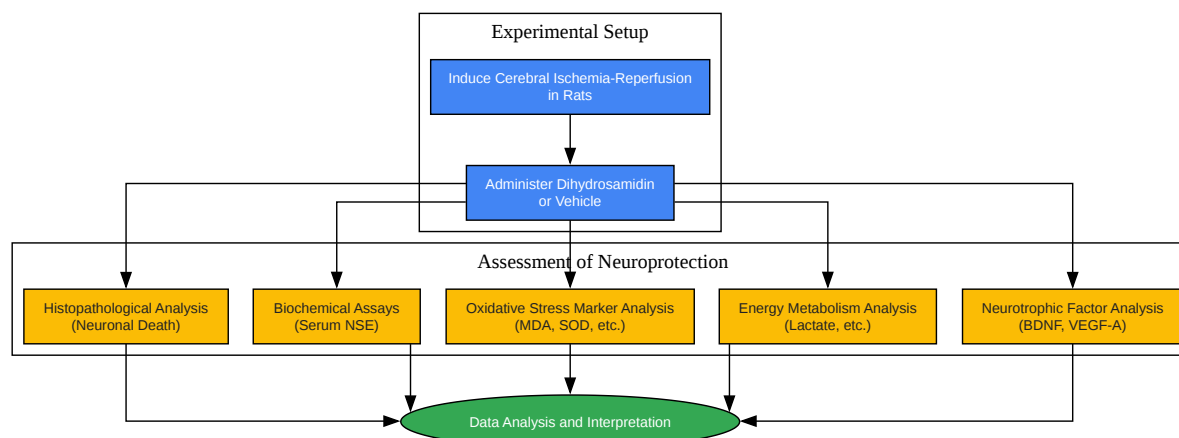 Experimental Setup
Induce Cerebral Ischemia-Reperfusion
in Rats
Administer Dihydrosamidin
or Vehicle
Assessment of Neuroprotection
Histopathological Analysis
(Neuronal Death)
Biochemical Assays
(Serum NSE)
Oxidative Stress Marker Analysis
(MDA, SOD, etc.)
Energy Metabolism Analysis
(Lactate, etc.)
Neurotrophic Factor Analysis
(BDNF, VEGF-A)
Data Analysis and Interpretation